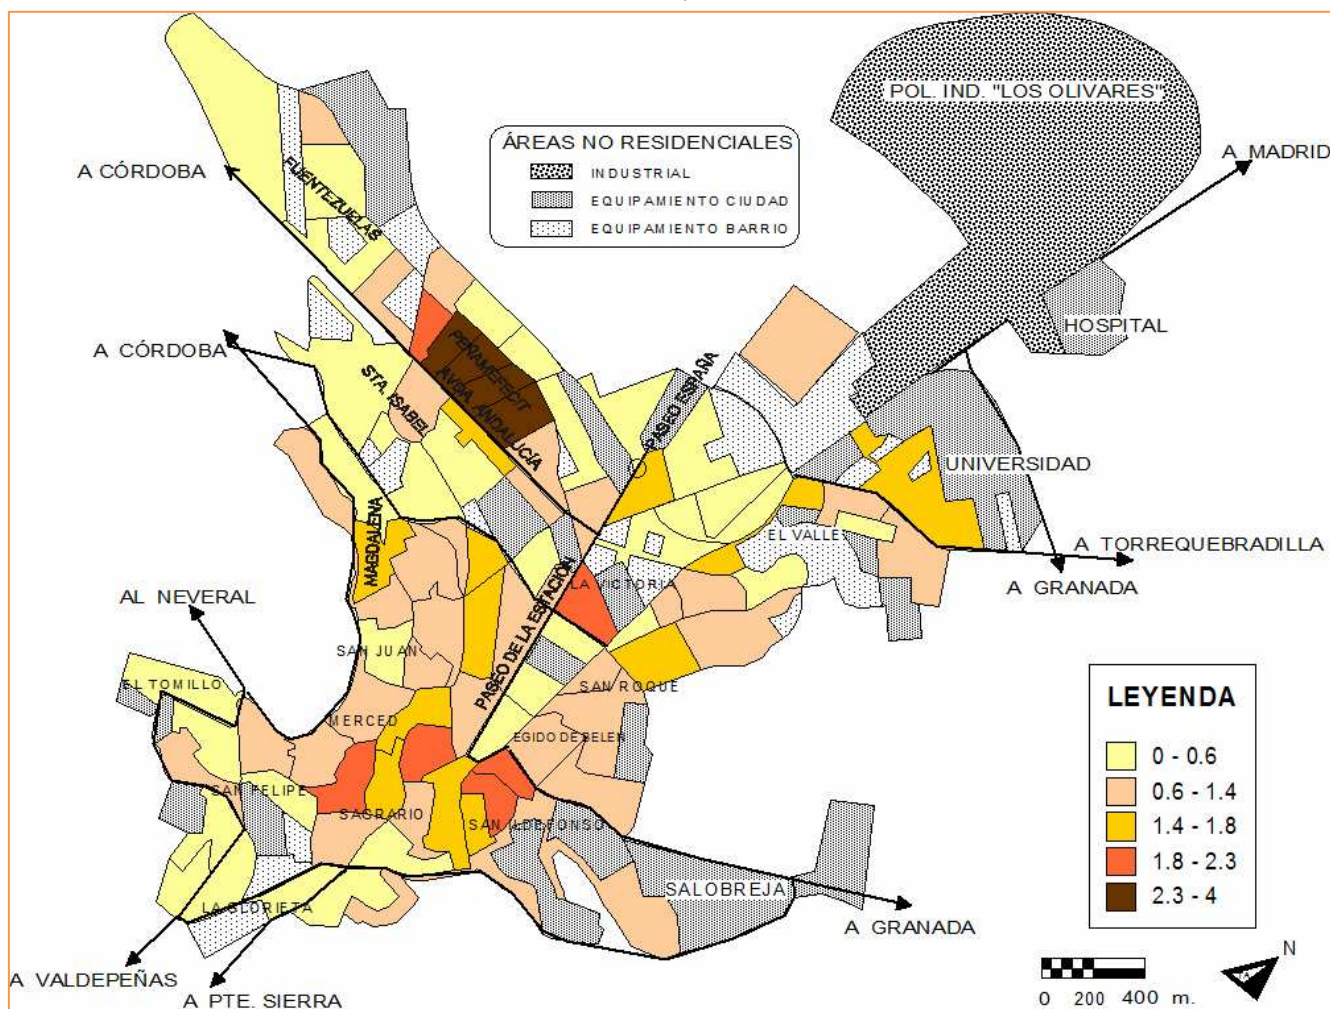 POL. IND. "LOS OLIVARES"
ÁREAS NO RESIDENCIALES
INDUSTRIAL
EQUIPAMIENTO CIUDAD
EQUIPAMIENTO BARRIO
A MADRID
A CÓRDOBA
FUENTEZUELAS
HOSPITAL
A CÓRDOBA
PEÑAMEFECIT
AVDA. ANDALUCÍA
STA. ISABEL
PASEO ESPAÑA
UNIVERSIDAD
MAGDALENA
EL VALLE
A TORREQUEBRADILLA
LA VICTORIA
A GRANADA
AL NEVERAL
PASEO DE LA ESTACIÓN
SAN JUAN
EL TOMILLO
SAN ROQUE
MERCED
EGIDO DE BELEN
SAN FELIPE
SAGRARIO
SAN ILDEFONSO
SALOBREJA
LA GLORIETA
A GRANADA
A VALDEPEÑAS
A PTE. SIERRA
LEYENDA
0 - 0.6
0.6 - 1.4
1.4 - 1.8
1.8 - 2.3
2.3 - 4
N
0 200 400 m.